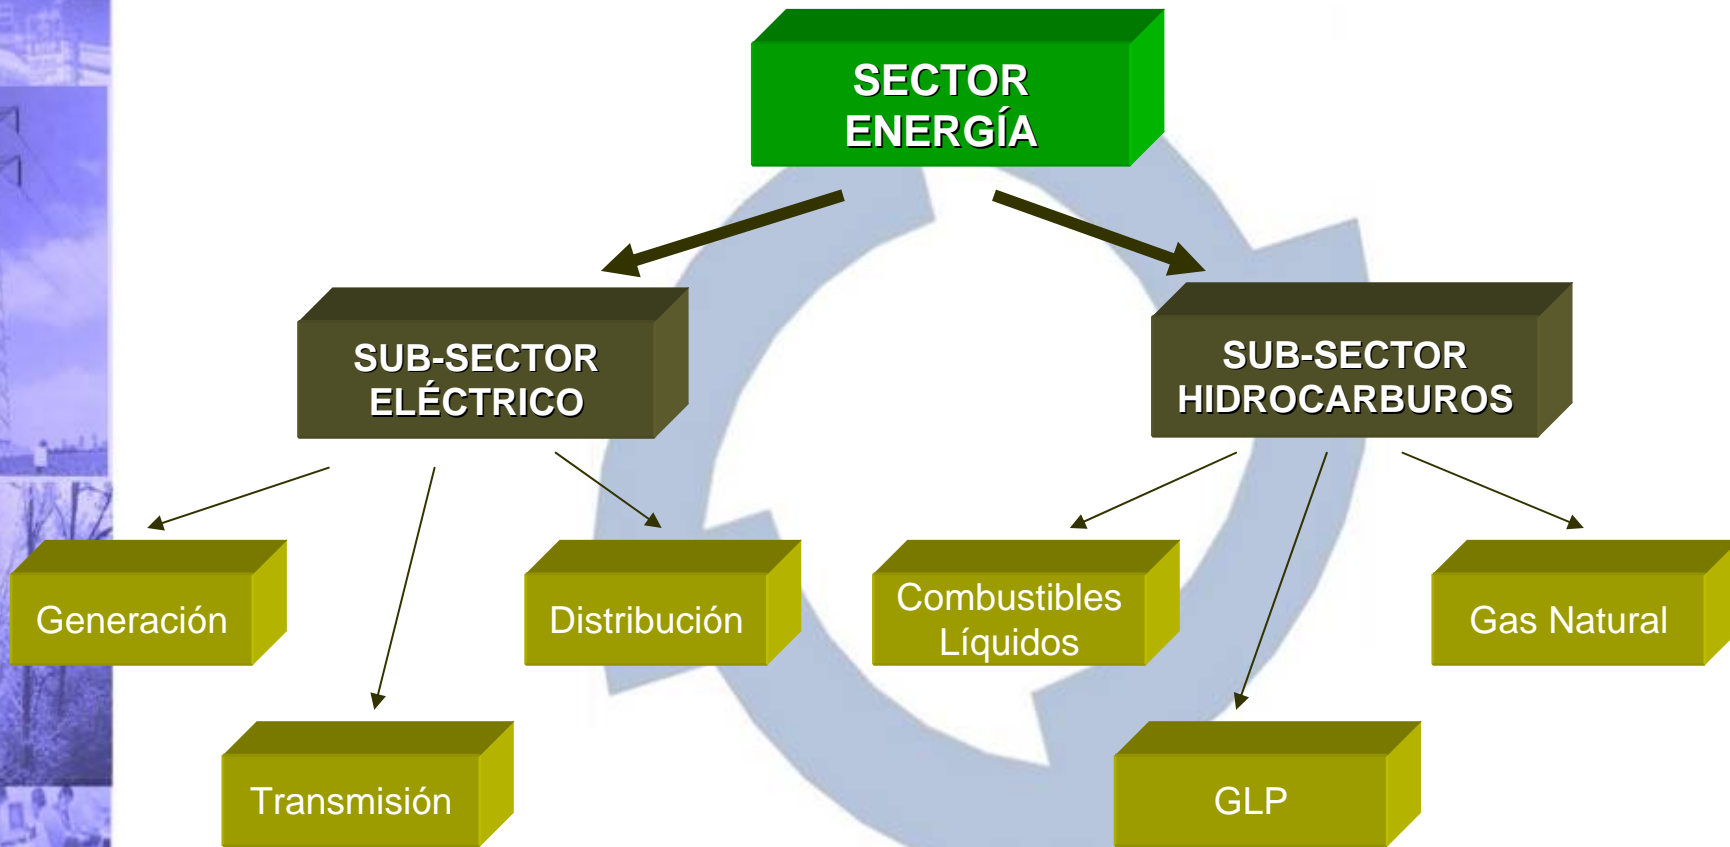 SECTOR
ENERGÍA
SUB-SECTOR
ELÉCTRICO
SUB-SECTOR
HIDROCARBUROS
Generación
Distribución
Combustibles
Líquidos
Gas Natural
Transmisión
GLP